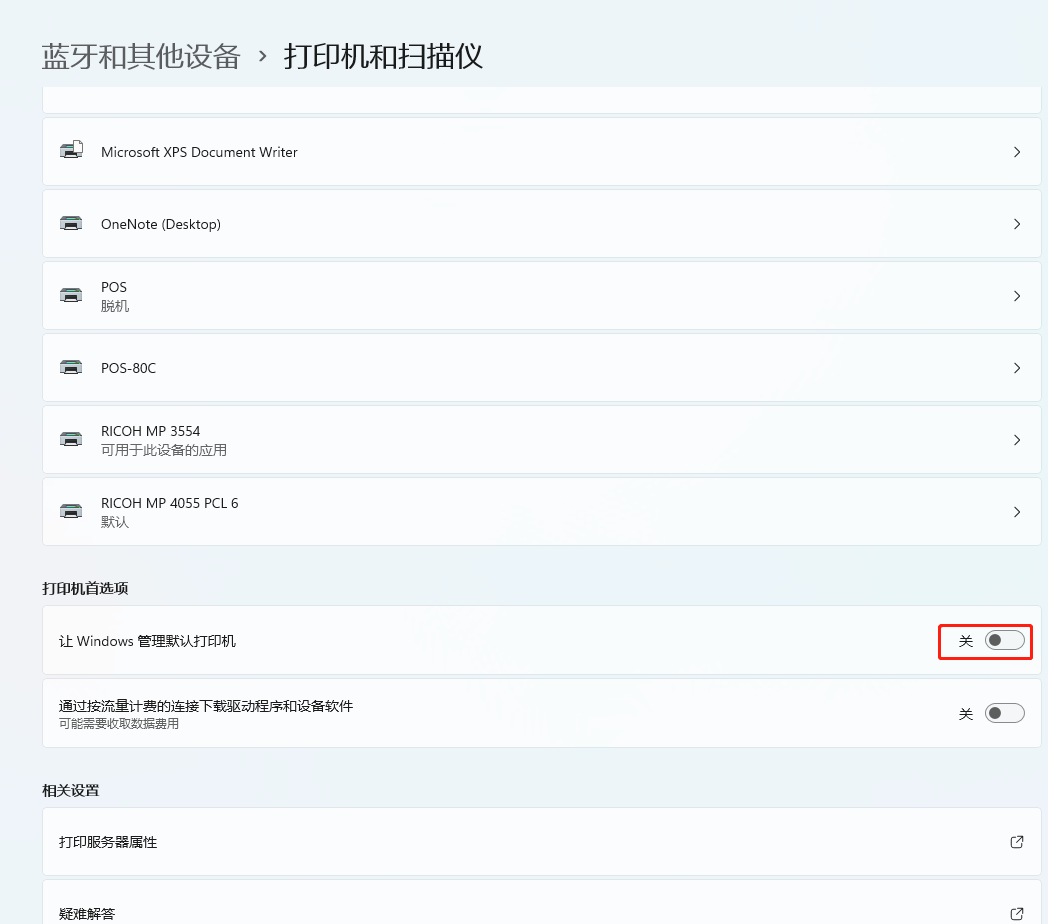 蓝牙和其他设备 › 打印机和扫描仪
Microsoft XPS Document Writer
OneNote (Desktop)
POS
脱机
POS-80C
RICOH MP 3554
可用于此设备的应用
RICOH MP 4055 PCL 6
默认
打印机首选项
让 Windows 管理默认打印机 关
通过按流量计费的连接下载驱动程序和设备软件
可能需要收取数据费用
关
相关设置
打印服务器属性
疑难解答